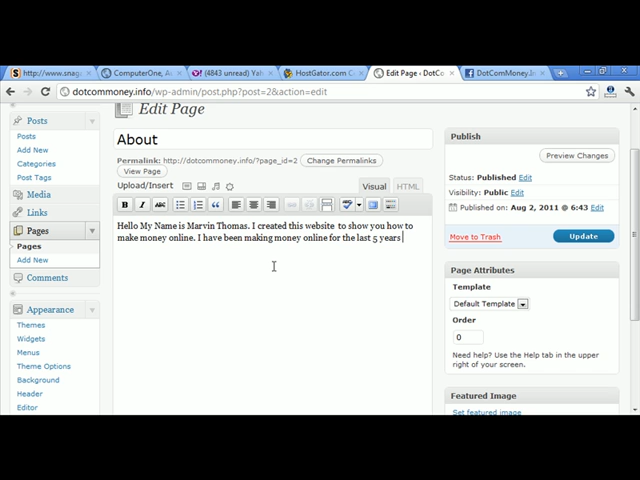 http://www.snag
ComputerOne, Ac
(4843 unread) Yah
HostGator.com C
Edit Page ‹ DotCo
DotComMoney.In
dotcommoney.info/wp-admin/post.php?post=2&action=edit
Edit Page
Posts
Posts
Add New
Categories
Post Tags
Media
Links
Pages
Pages
Add New
Comments
Appearance
Themes
Widgets
Menus
Theme Options
Background
Header
Editor
About
Permalink: http://dotcommoney.info/?page_id=2 Change Permalinks
View Page
Upload/Insert
Visual HTML
B I ABC
Hello My Name is Marvin Thomas. I created this website to show you how to
make money online. I have been making money online for the last 5 years
Publish
Preview Changes
Status: Published Edit
Visibility: Public Edit
Published on: Aug 2, 2011 @ 6:43 Edit
Move to Trash Update
Page Attributes
Template
Default Template
Order
0
Need help? Use the Help tab in the upper
right of your screen.
Featured Image
Set featured image